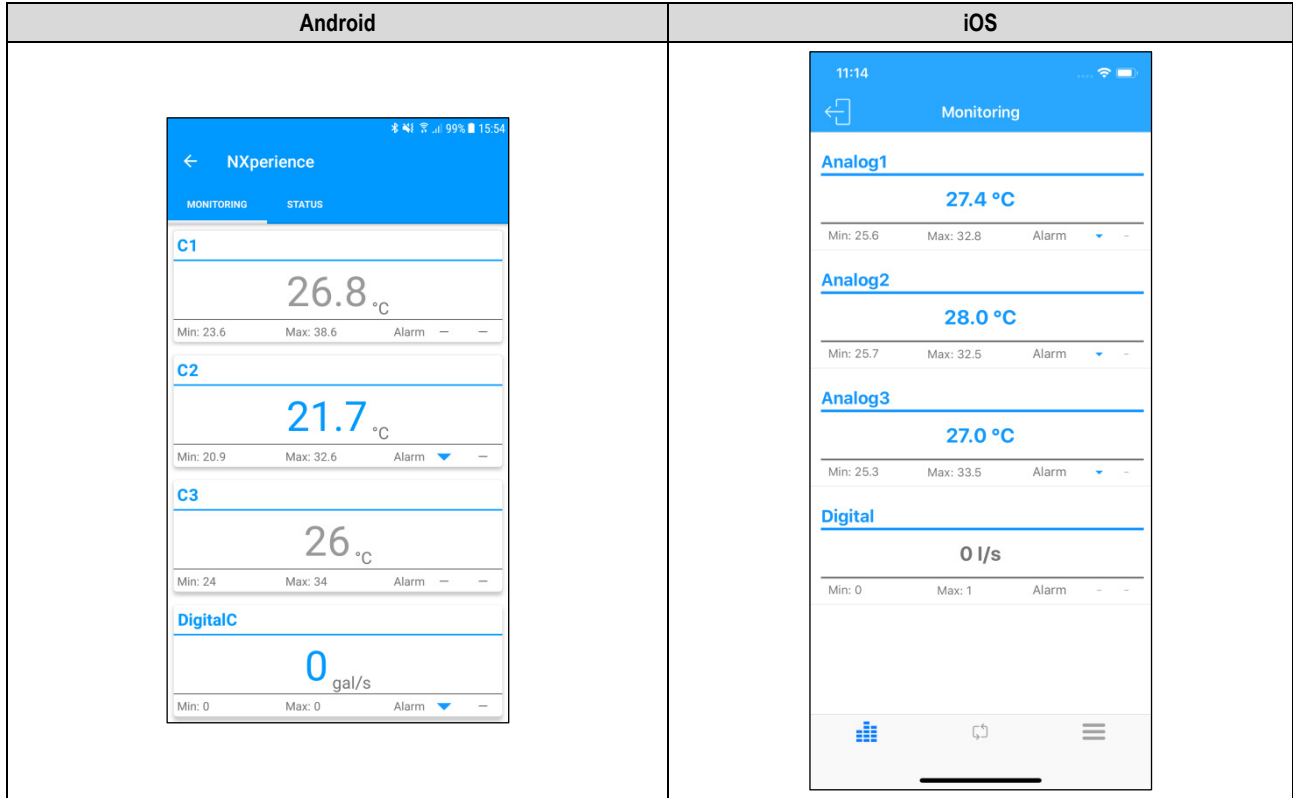 Android
iOS
99% 15:54
NXperience
MONITORING STATUS
C1
26.8 °C
Min: 23.6 Max: 38.6 Alarm – –
C2
21.7 °C
Min: 20.9 Max: 32.6 Alarm –
C3
26 °C
Min: 24 Max: 34 Alarm – –
DigitalC
0 gal/s
Min: 0 Max: 0 Alarm –
11:14
Monitoring
Analog1
27.4 °C
Min: 25.6 Max: 32.8 Alarm -
Analog2
28.0 °C
Min: 25.7 Max: 32.5 Alarm -
Analog3
27.0 °C
Min: 25.3 Max: 33.5 Alarm -
Digital
0 l/s
Min: 0 Max: 1 Alarm - -